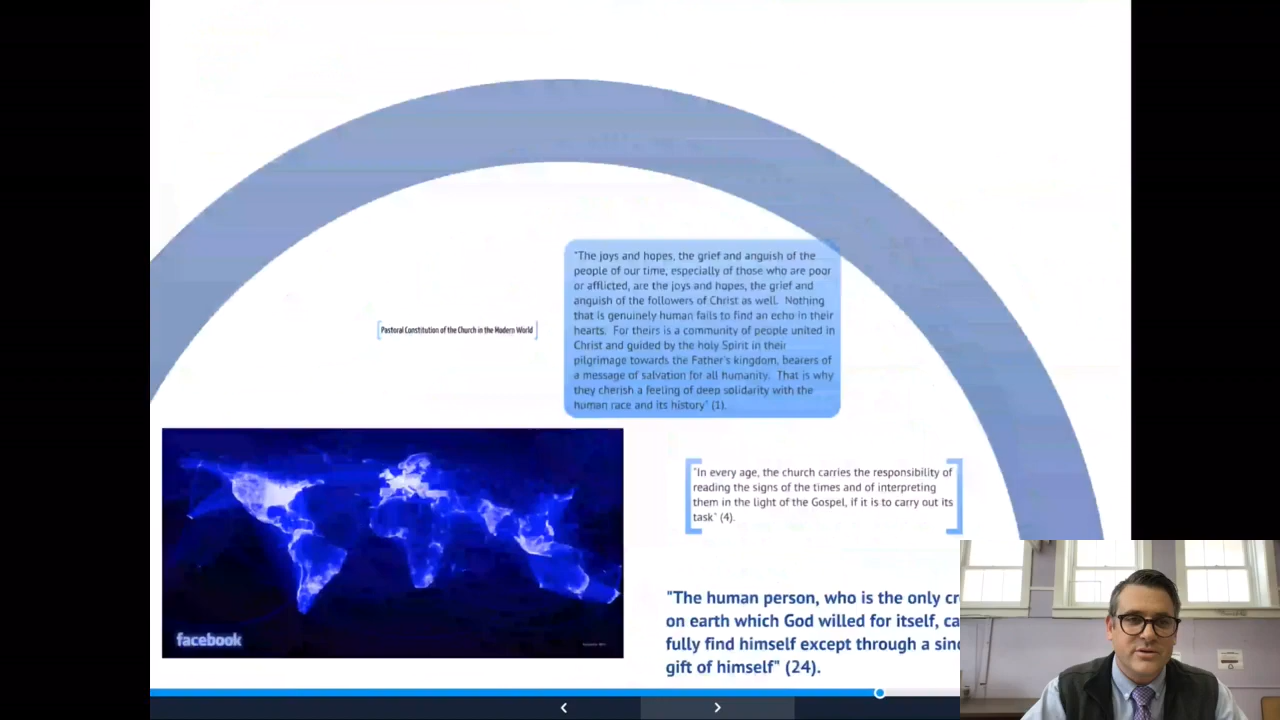 "The joys and hopes, the grief and anguish of the
people of our time, especially of those who are poor
or afflicted, are the joys and hopes, the grief and
anguish of the followers of Christ as well. Nothing
that is genuinely human fails to find an echo in their
hearts. For theirs is a community of people united in
Christ and guided by the holy Spirit in their
pilgrimage towards the Father's kingdom, bearers of
a message of salvation for all humanity. That is why
they cherish a feeling of deep solidarity with the
human race and its history" (1).
Pastoral Constitution of the Church in the Modern World
"In every age, the church carries the responsibility of
reading the signs of the times and of interpreting
them in the light of the Gospel, if it is to carry out its
task" (4).
"The human person, who is the only cr
on earth which God willed for itself, ca
fully find himself except through a sinc
gift of himself" (24).
facebook